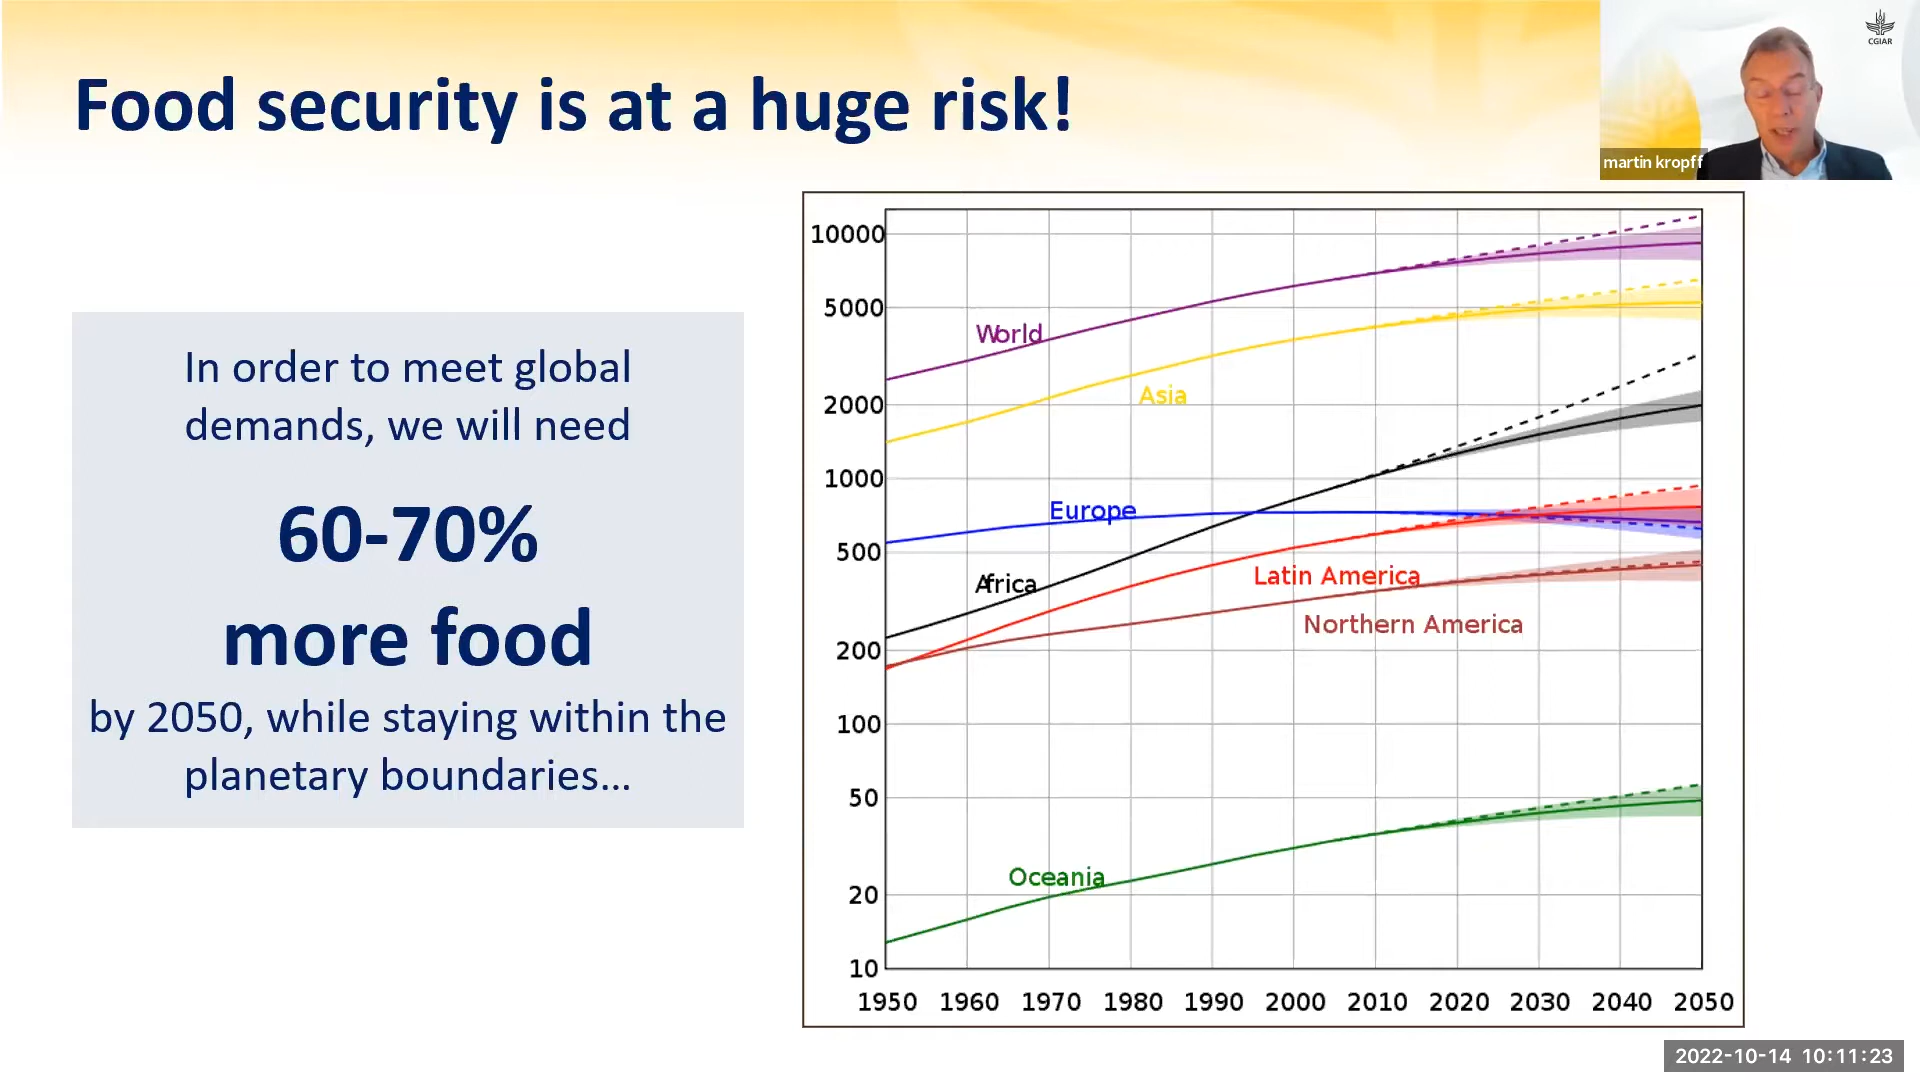 Food security is at a huge risk!
CGIAR
martin kropff
In order to meet global
demands, we will need
60-70%
more food
by 2050, while staying within the
planetary boundaries...
10000
5000
2000
1000
500
200
100
50
20
10
World
Asia
Europe
Africa
Latin America
Northern America
Oceania
1950 1960 1970 1980 1990 2000 2010 2020 2030 2040 2050
2022-10-14 10:11:23